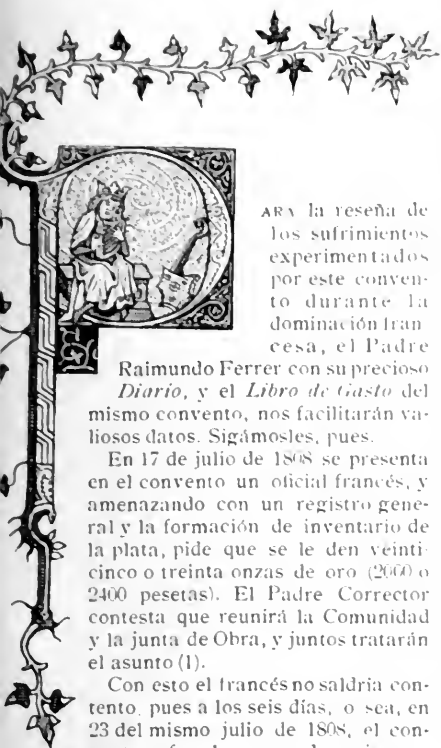 PARA la reseña de
los sufrimientos
experimentados
por este conven-
to durante la
dominación fran-
cesa, el Padre
Raimundo Ferrer con su precioso
Diario, y el Libro de Gasto del
mismo convento, nos facilitarán va-
liosos datos. Sigámosles, pues.
En 17 de julio de 1808 se presenta
en el convento un oficial francés, y
amenazando con un registro gene-
ral y la formación de inventario de
la plata, pide que se le den veinti-
cinco o treinta onzas de oro (2000 o
2400 pesetas). El Padre Corrector
contesta que reunirá la Comunidad
y la junta de Obra, y juntos tratarán
el asunto (1).
Con esto el francés no saldría con-
tento, pues a los seis días, o sea, en
23 del mismo julio de 1808, el con-